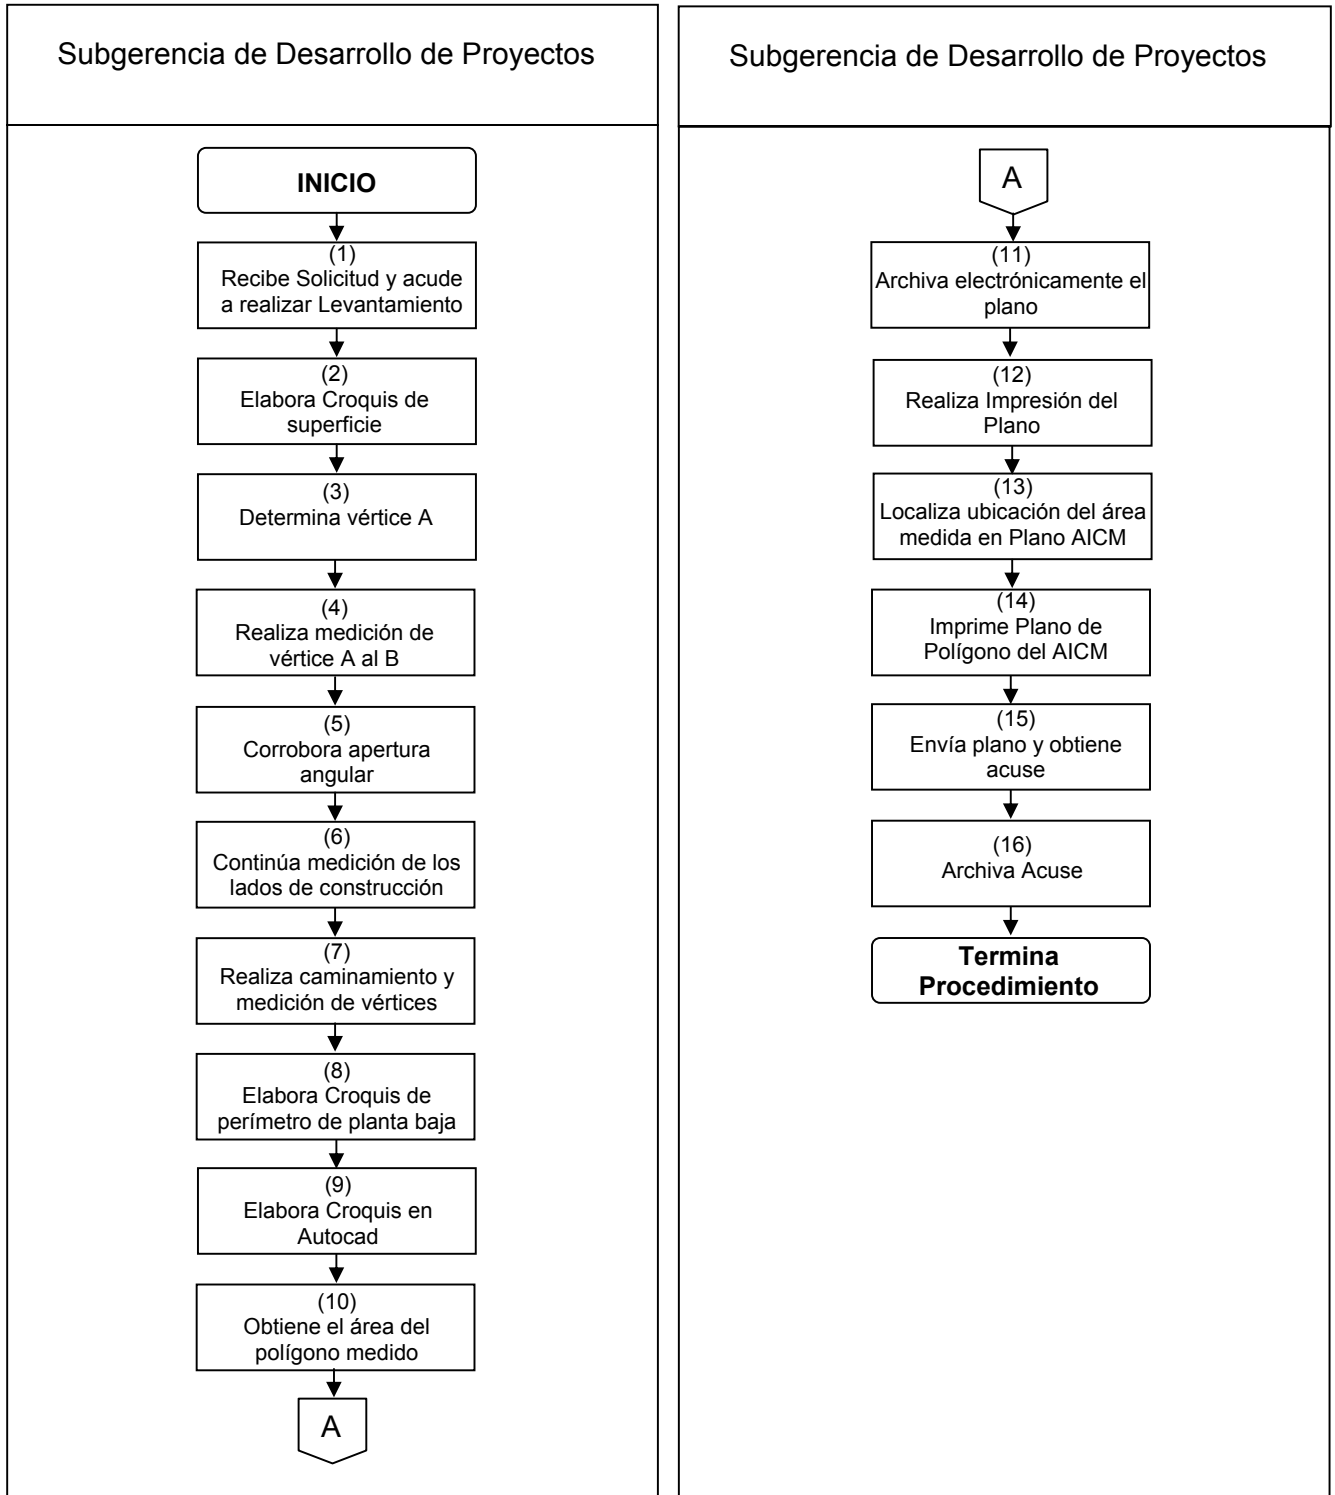 Subgerencia de Desarrollo de Proyectos
INICIO
(1)
Recibe Solicitud y acude
a realizar Levantamiento
(2)
Elabora Croquis de
superficie
(3)
Determina vértice A
(4)
Realiza medición de
vértice A al B
(5)
Corrobora apertura
angular
(6)
Continúa medición de los
lados de construcción
(7)
Realiza caminamiento y
medición de vértices
(8)
Elabora Croquis de
perímetro de planta baja
(9)
Elabora Croquis en
Autocad
(10)
Obtiene el área del
polígono medido
A
Subgerencia de Desarrollo de Proyectos
A
(11)
Archiva electrónicamente el
plano
(12)
Realiza Impresión del
Plano
(13)
Localiza ubicación del área
medida en Plano AICM
(14)
Imprime Plano de
Polígono del AICM
(15)
Envía plano y obtiene
acuse
(16)
Archiva Acuse
Termina
Procedimiento